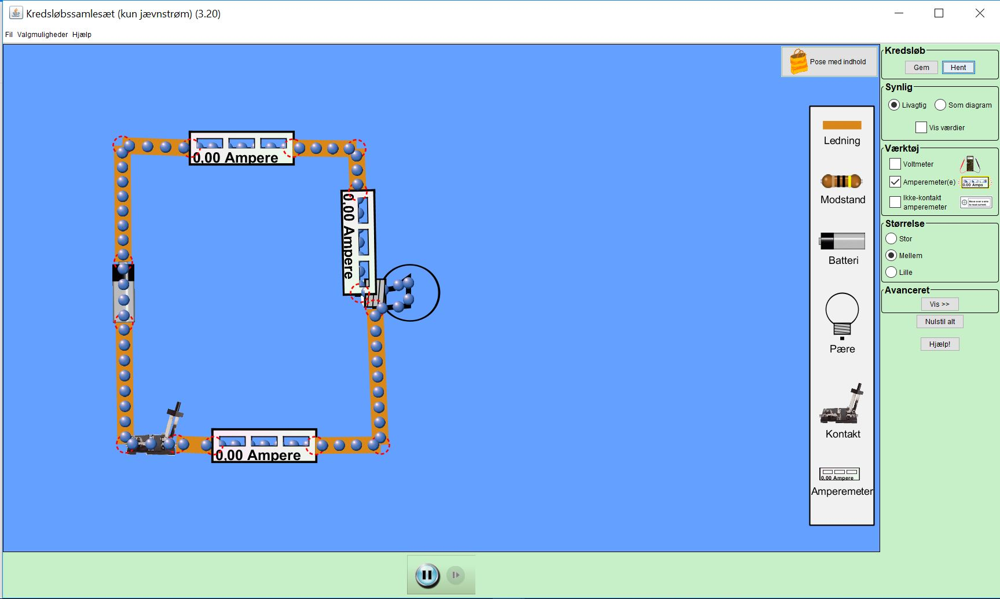 Kredsløbssamlesæt (kun jævnstrøm) (3.20)
Fil Valgmuligheder Hjælp
Pose med indhold
0,00 Ampere
0,00 Ampere
0,00 Ampere
Ledning
Modstand
Batteri
Pære
Kontakt
0.00 Ampere
Amperemeter
Kredsløb
Gem Hent
Synlig
Livagtig Som diagram
Vis værdier
Værktøj
Voltmeter
Amperemeter(e) 0.00 Amps
Ikke-kontakt
amperemeter
Størrelse
Stor
Mellem
Lille
Avanceret
Vis >>
Nulstil alt
Hjælp!